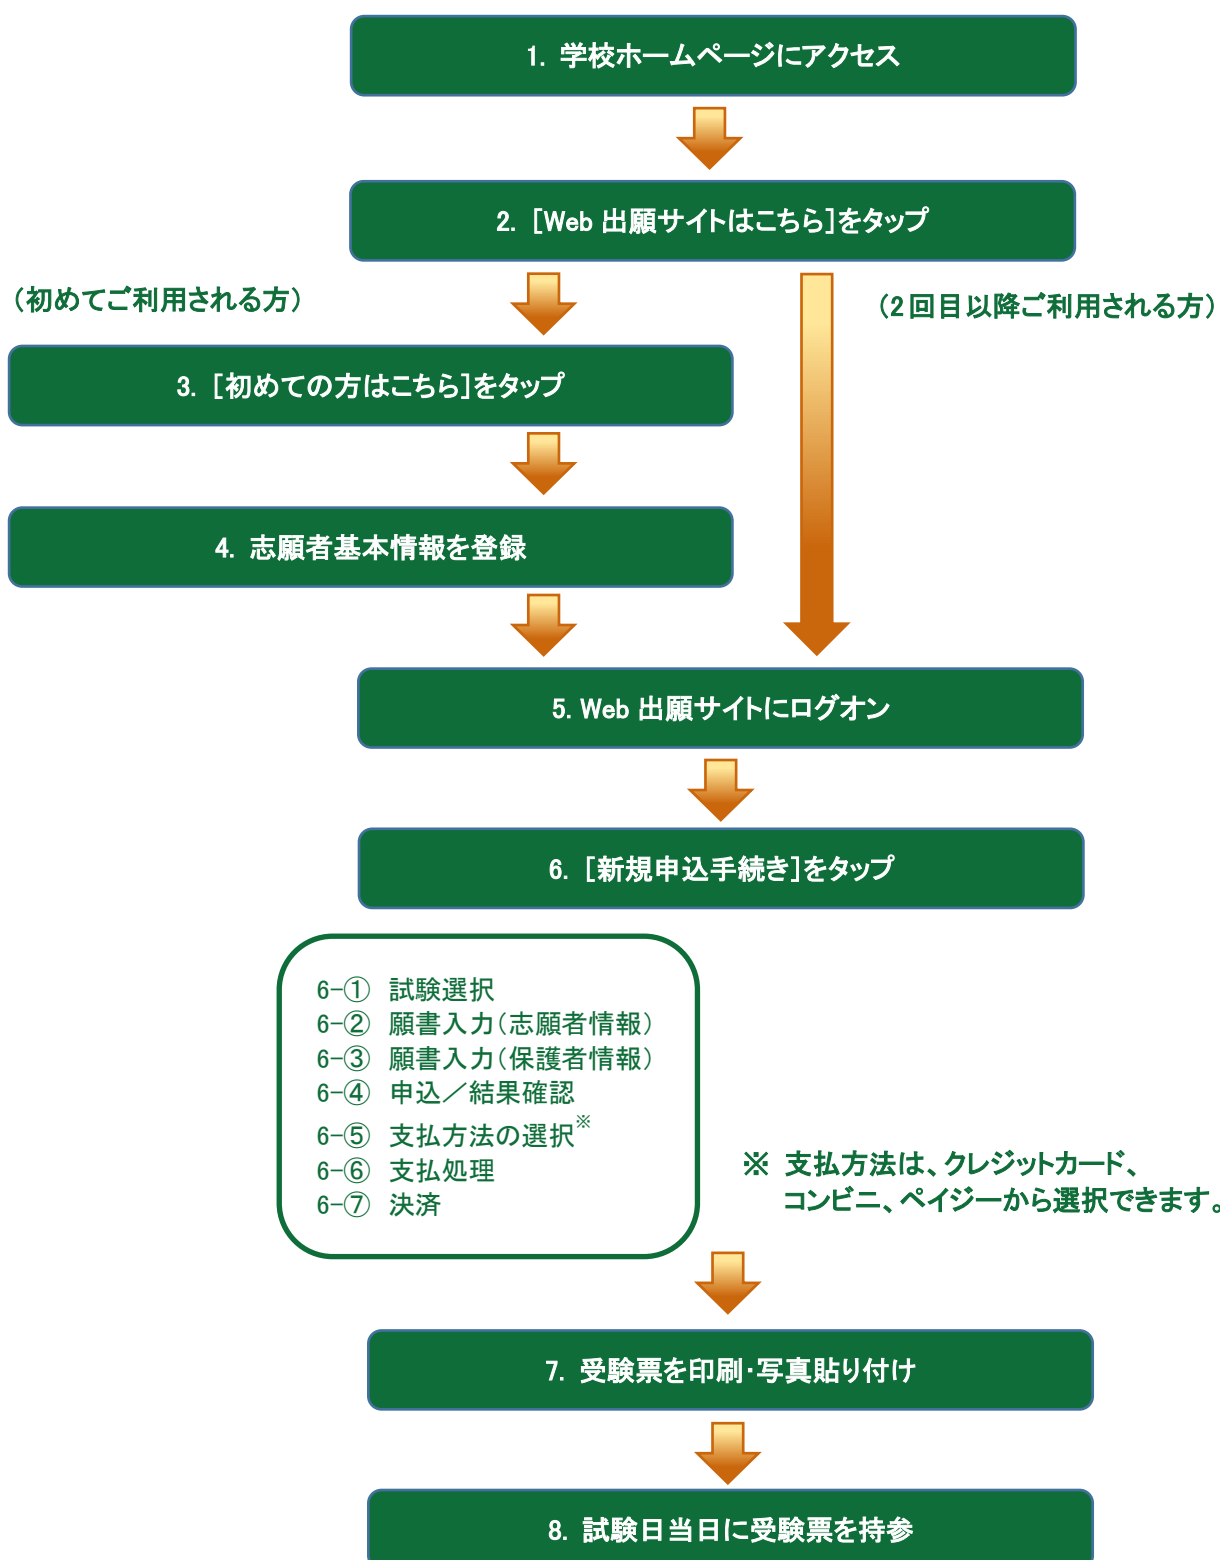 1. 学校ホームページにアクセス
2. [Web 出願サイトはこちら]をタップ
(初めてご利用される方)
(2回目以降ご利用される方)
3. [初めての方はこちら]をタップ
4. 志願者基本情報を登録
5. Web 出願サイトにログオン
6. [新規申込手続き]をタップ
6-① 試験選択
6-② 願書入力(志願者情報)
6-③ 願書入力(保護者情報)
6-④ 申込/結果確認
6-⑤ 支払方法の選択※
6-⑥ 支払処理
6-⑦ 決済
※ 支払方法は、クレジットカード、
コンビニ、ペイジーから選択できます。
7. 受験票を印刷・写真貼り付け
8. 試験日当日に受験票を持参